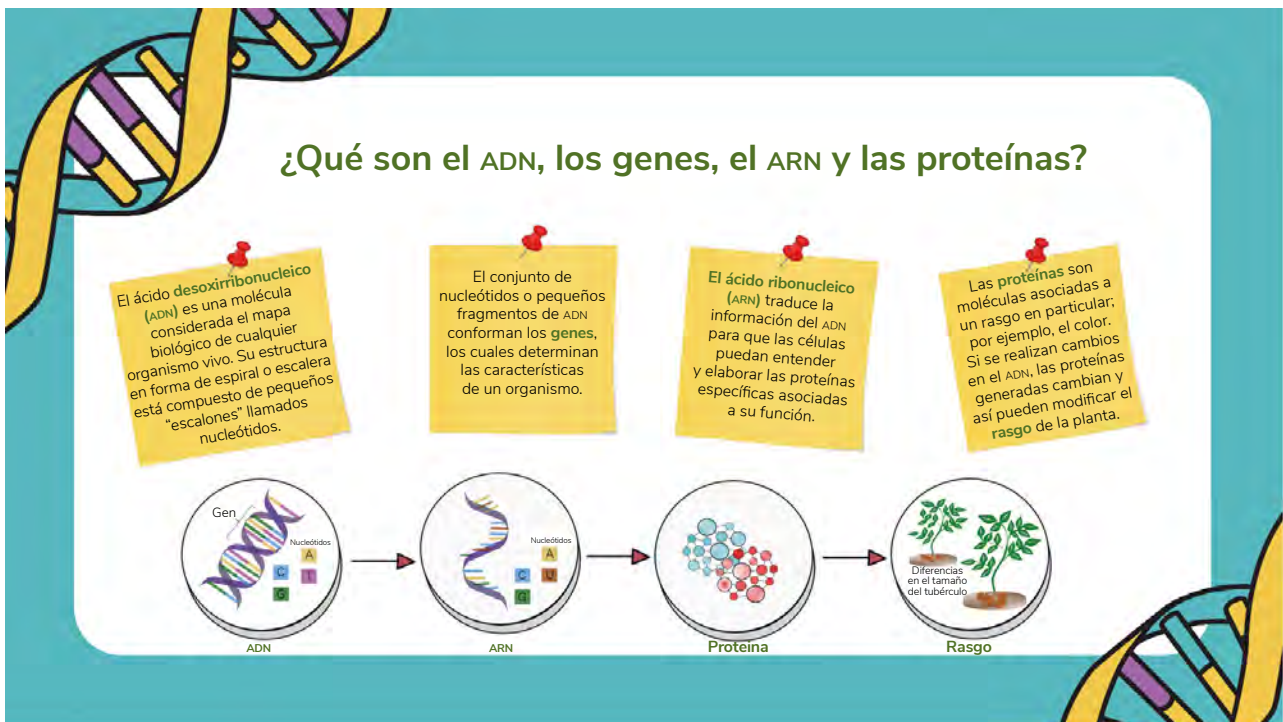 ¿Qué son el ADN, los genes, el ARN y las proteínas?
El ácido desoxirribonucleico
(ADN) es una molécula
considerada el mapa
biológico de cualquier
organismo vivo. Su estructura
en forma de espiral o escalera
está compuesto de pequeños
“escalones” llamados
nucleótidos.
El conjunto de
nucleótidos o pequeños
fragmentos de ADN
conforman los genes,
los cuales determinan
las características
de un organismo.
El ácido ribonucleico
(ARN) traduce la
información del ADN
para que las células
puedan entender
y elaborar las proteínas
específicas asociadas
a su función.
Las proteínas son
moléculas asociadas a
un rasgo en particular;
por ejemplo, el color.
Si se realizan cambios
en el ADN, las proteínas
generadas cambian y
así pueden modificar el
rasgo de la planta.
Gen
Nucleótidos
A
C T
G
ADN
Nucleótidos
A
C U
G
ARN
Proteína
Diferencias
en el tamaño
del tubérculo
Rasgo